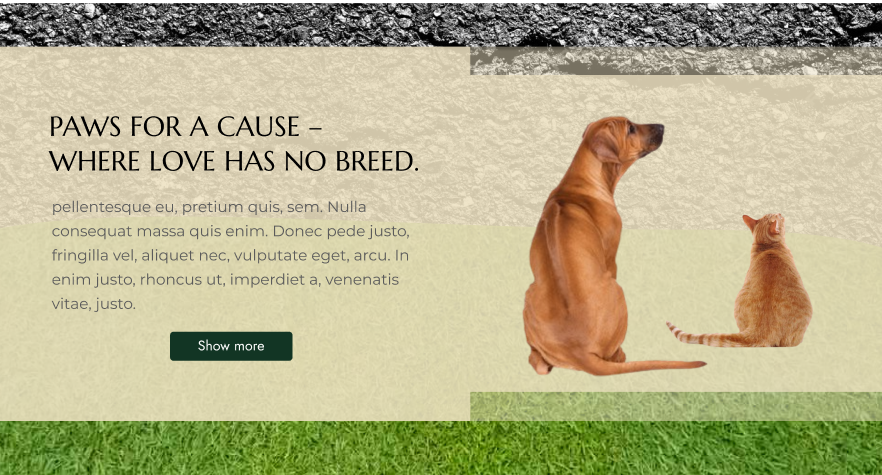 PAWS FOR A CAUSE –
WHERE LOVE HAS NO BREED.
pellentesque eu, pretium quis, sem. Nulla
consequat massa quis enim. Donec pede justo,
fringilla vel, aliquet nec, vulputate eget, arcu. In
enim justo, rhoncus ut, imperdiet a, venenatis
vitae, justo.
Show more